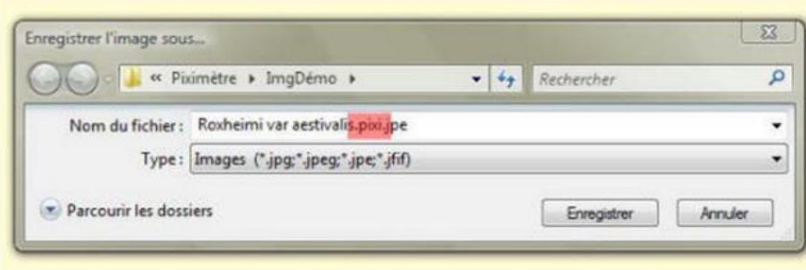 Enregistrer l'image sous...
« Piximètre ▸ ImgDémo ▸ Rechercher
Nom du fichier : Roxheimi var aestivalis.pixi.jpe
Type : Images (*.jpg;*.jpeg;*.jpe;*.jfif)
Parcourir les dossiers Enregistrer Annuler